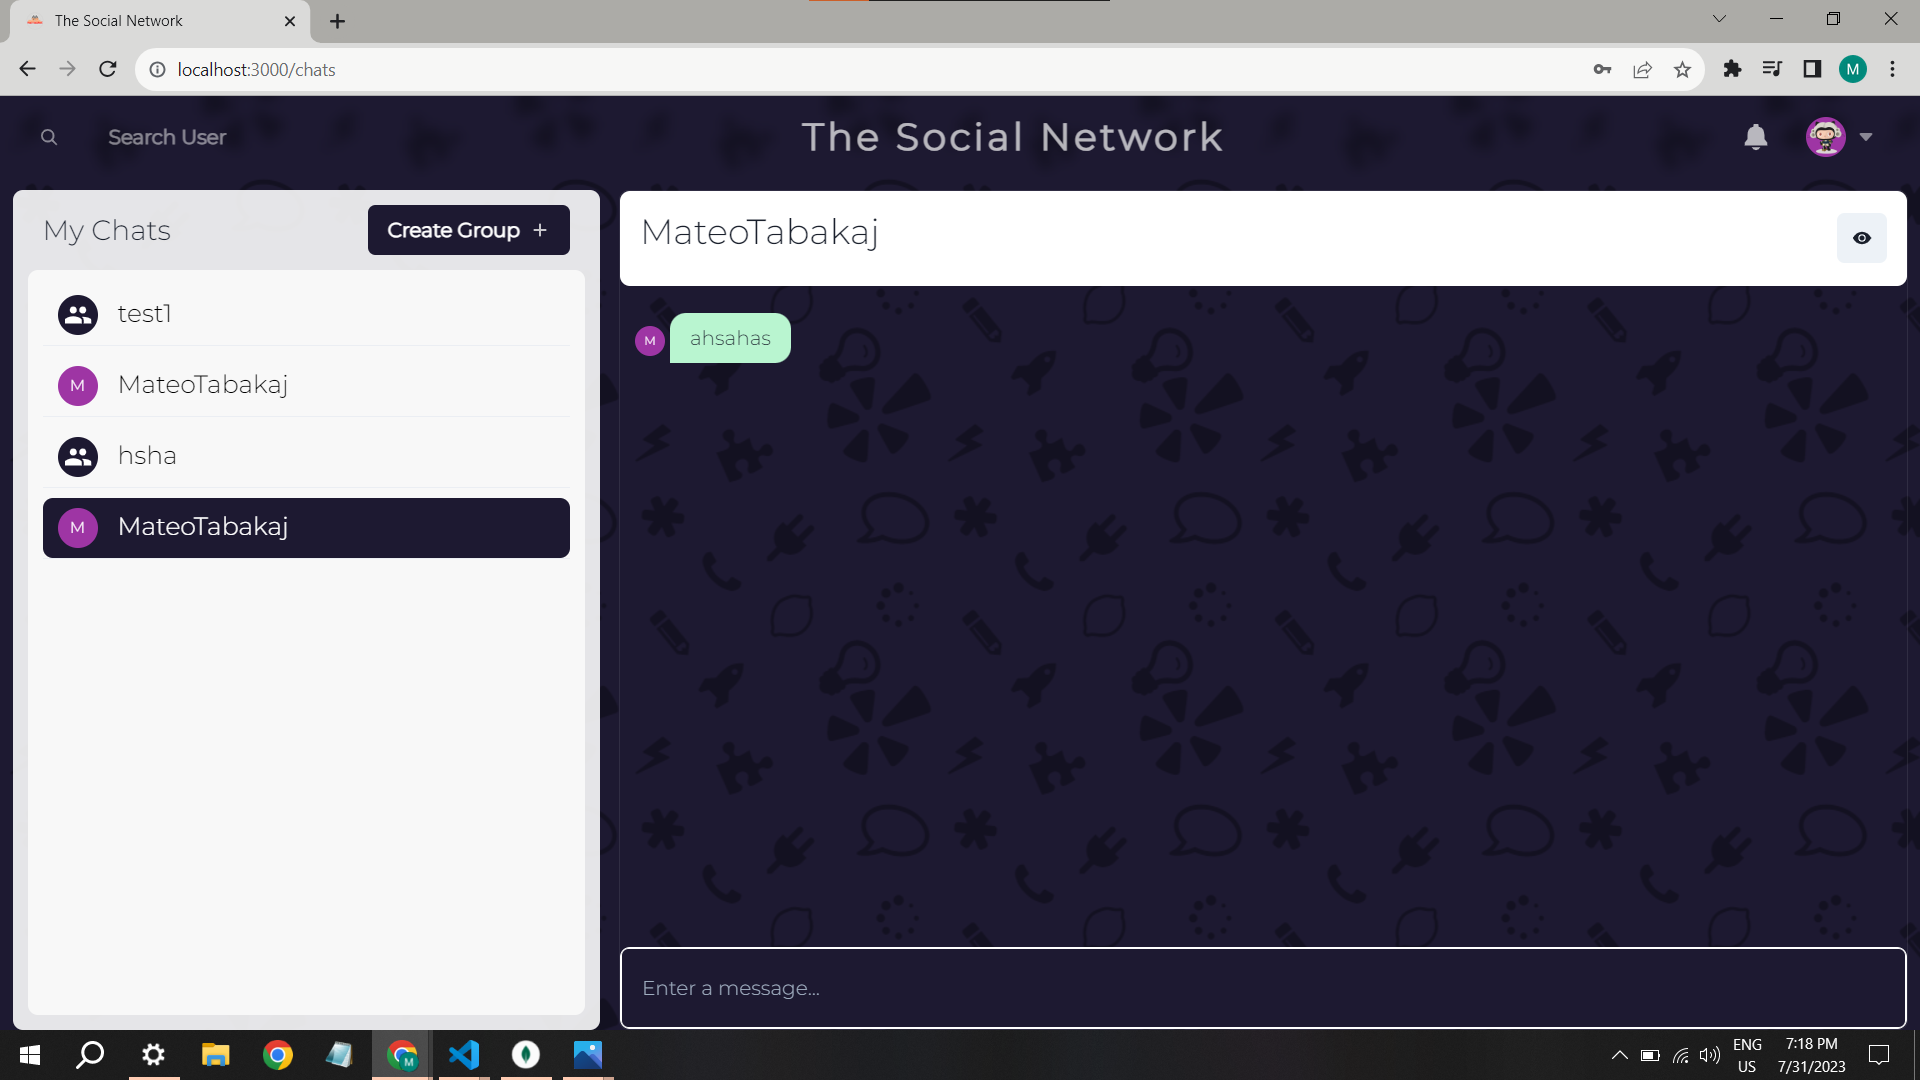 The Social Network
localhost:3000/chats
M
Search User
The Social Network
My Chats
Create Group +
test1
M MateoTabakaj
hsha
M MateoTabakaj
MateoTabakaj
M ahsahas
Enter a message...
M
ENG
US
7:18 PM
7/31/2023